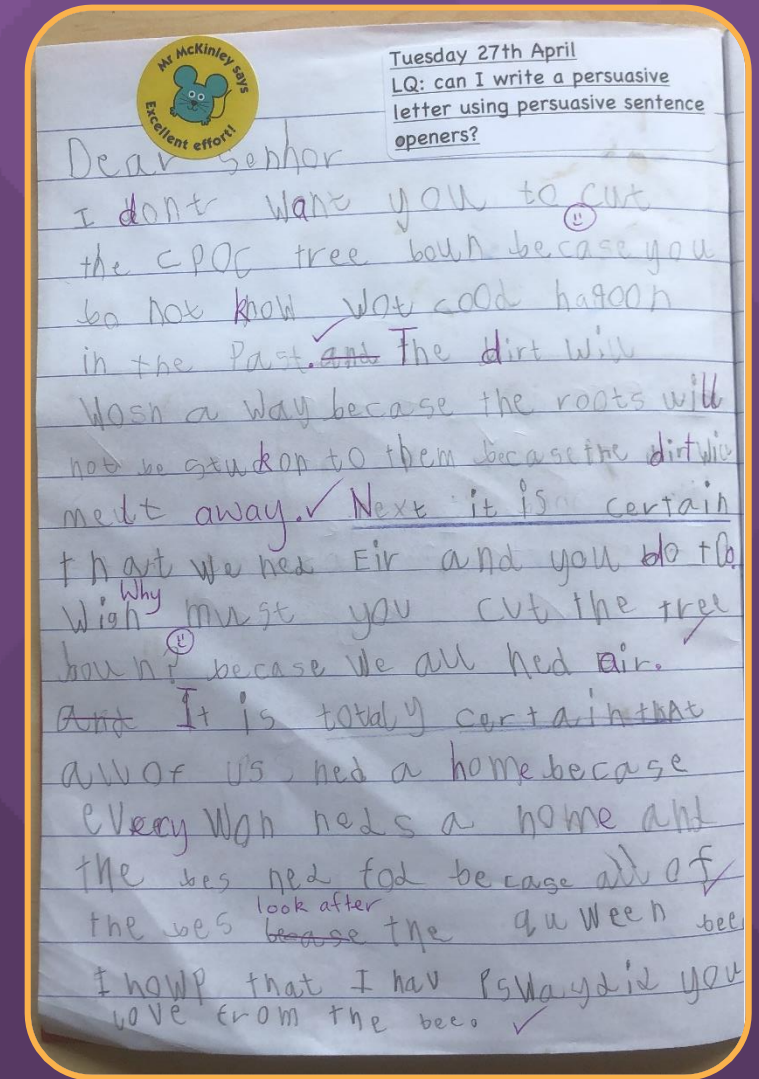 Mr McKinley says
Excellent effort!
Tuesday 27th April
LQ: can I write a persuasive
letter using persuasive sentence
openers?
Dear Senhor
I dont want you to cut
the cpoc tree boun becase you
bo not know wot cood hagoon
in the Past. and The dirt will
Wosh a way becase the roots will
not be stuck on to them becase the dirt wil
melt away. ✓ Next it is certain
that we ned Eir and you do to.
Wigh Why must you cut the tree
boun? becase we all ned air.
And It is totaly certain that
all of us ned a home becase
every won neds a home and
the bes ned fod because all of
the bes look after becase the quween bee
I howp that I hav Pswaydid you
love from the bee.